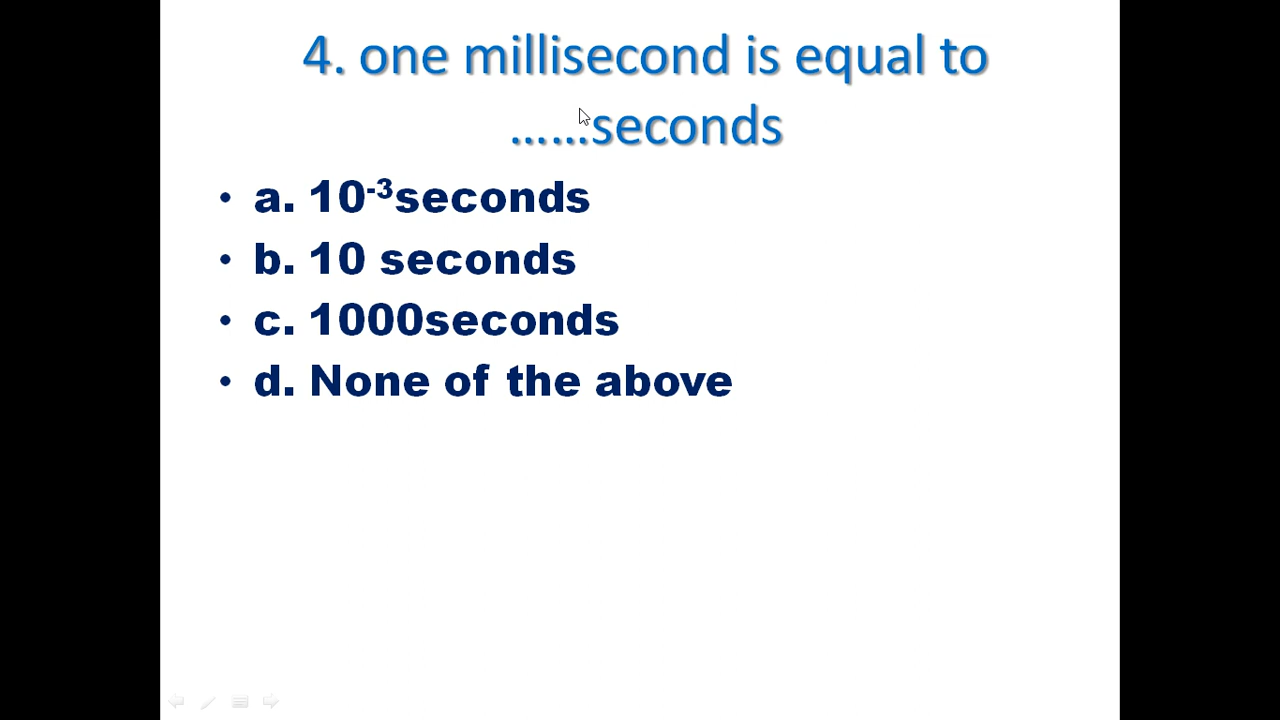 4. one millisecond is equal to
……seconds
• a. 10⁻³seconds
• b. 10 seconds
• c. 1000seconds
• d. None of the above